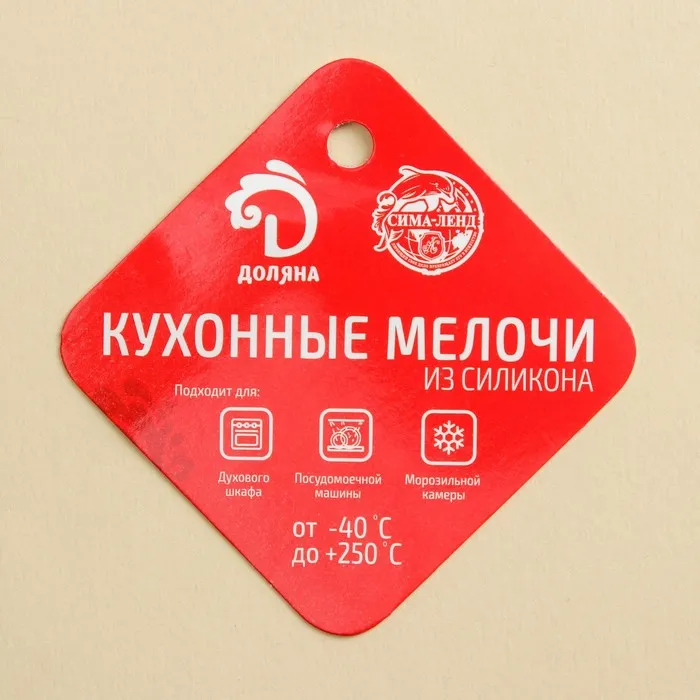 ДОЛЯНА
СИМА-ЛЕНД
КУХОННЫЕ МЕЛОЧИ
ИЗ СИЛИКОНА
Подходит для:
Духового
шкафа
Посудомоечной
машины
Морозильной
камеры
от -40 °C
до +250 °C